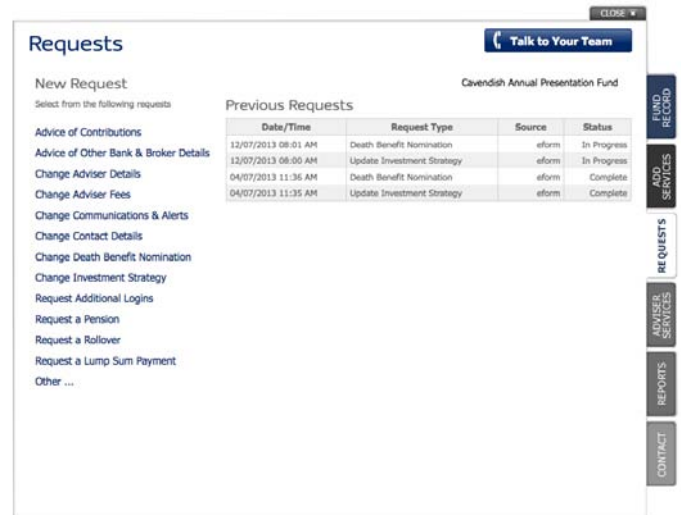 CLOSE
Requests
Talk to Your Team
New Request
Cavendish Annual Presentation Fund
Select from the following requests
Previous Requests
Date/Time Request Type Source Status
12/07/2013 08:01 AM Death Benefit Nomination eform In Progress
12/07/2013 08:00 AM Update Investment Strategy eform In Progress
04/07/2013 11:36 AM Death Benefit Nomination eform Complete
04/07/2013 11:35 AM Update Investment Strategy eform Complete
Advice of Contributions
Advice of Other Bank & Broker Details
Change Adviser Details
Change Adviser Fees
Change Communications & Alerts
Change Contact Details
Change Death Benefit Nomination
Change Investment Strategy
Request Additional Logins
Request a Pension
Request a Rollover
Request a Lump Sum Payment
Other ...
FUND
RECORD
ADD
SERVICES
REQUESTS
ADVISER
SERVICES
REPORTS
CONTACT